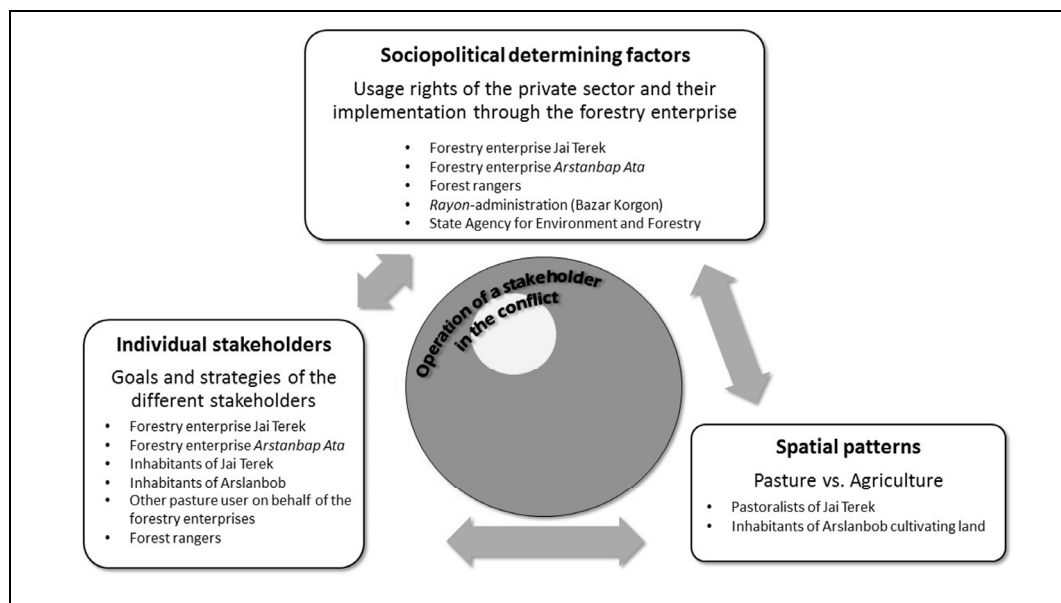 Sociopolitical determining factors
Usage rights of the private sector and their
implementation through the forestry enterprise
• Forestry enterprise Jai Terek
• Forestry enterprise Arstanbap Ata
• Forest rangers
• Rayon-administration (Bazar Korgon)
• State Agency for Environment and Forestry
Operation of a stakeholder
in the conflict
Individual stakeholders
Goals and strategies of the
different stakeholders
• Forestry enterprise Jai Terek
• Forestry enterprise Arstanbap Ata
• Inhabitants of Jai Terek
• Inhabitants of Arslanbob
• Other pasture user on behalf of the
forestry enterprises
• Forest rangers
Spatial patterns
Pasture vs. Agriculture
• Pastoralists of Jai Terek
• Inhabitants of Arslanbob cultivating land